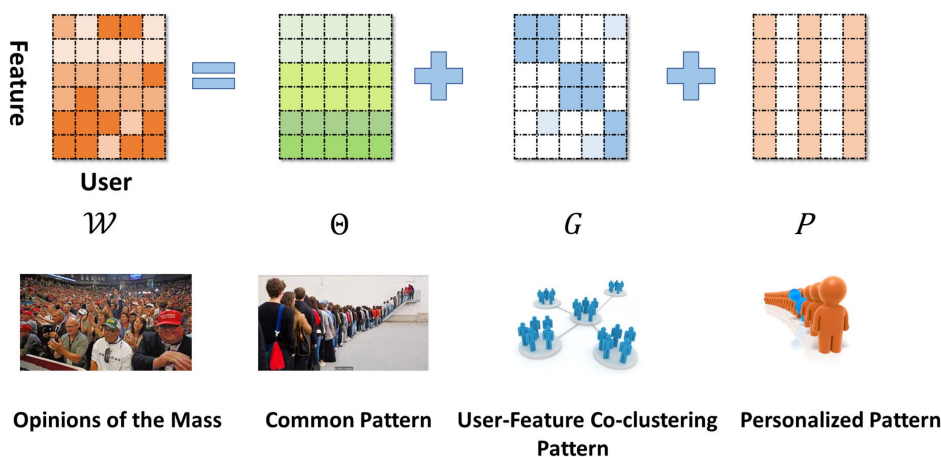 Feature
User
𝒲
Θ
G
P
Opinions of the Mass
Common Pattern
User-Feature Co-clustering
Pattern
Personalized Pattern